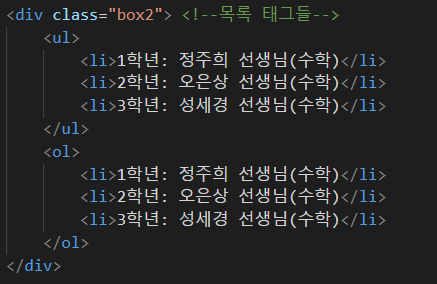 <div class="box2"> <!--목록 태그들-->
<ul>
<li>1학년: 정주희 선생님(수학)</li>
<li>2학년: 오은상 선생님(수학)</li>
<li>3학년: 성세경 선생님(수학)</li>
</ul>
<ol>
<li>1학년: 정주희 선생님(수학)</li>
<li>2학년: 오은상 선생님(수학)</li>
<li>3학년: 성세경 선생님(수학)</li>
</ol>
</div>